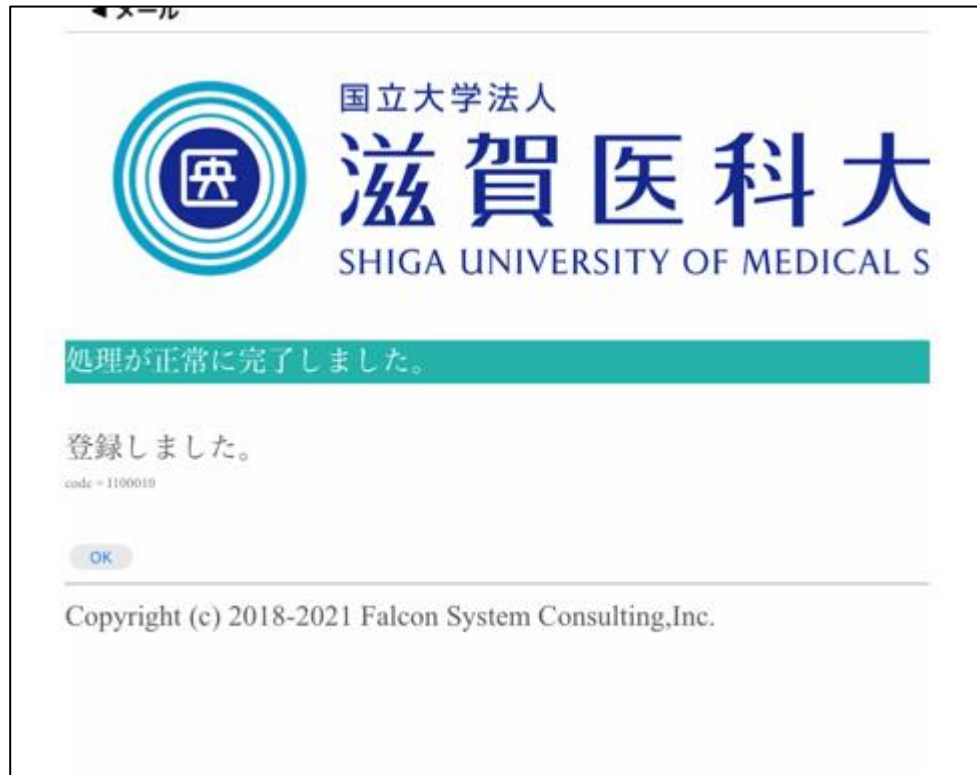 ◀メール
国立大学法人
医
滋賀医科大
SHIGA UNIVERSITY OF MEDICAL S
処理が正常に完了しました。
登録しました。
code = 1100010
OK
Copyright (c) 2018-2021 Falcon System Consulting,Inc.